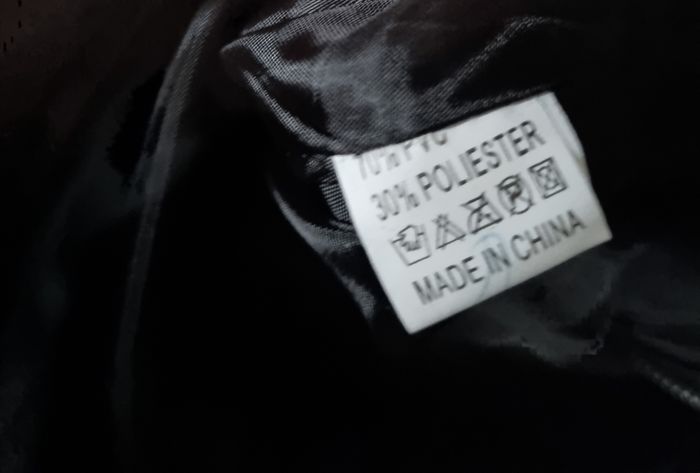 70% PVC
30% POLIESTER
MADE IN CHINA